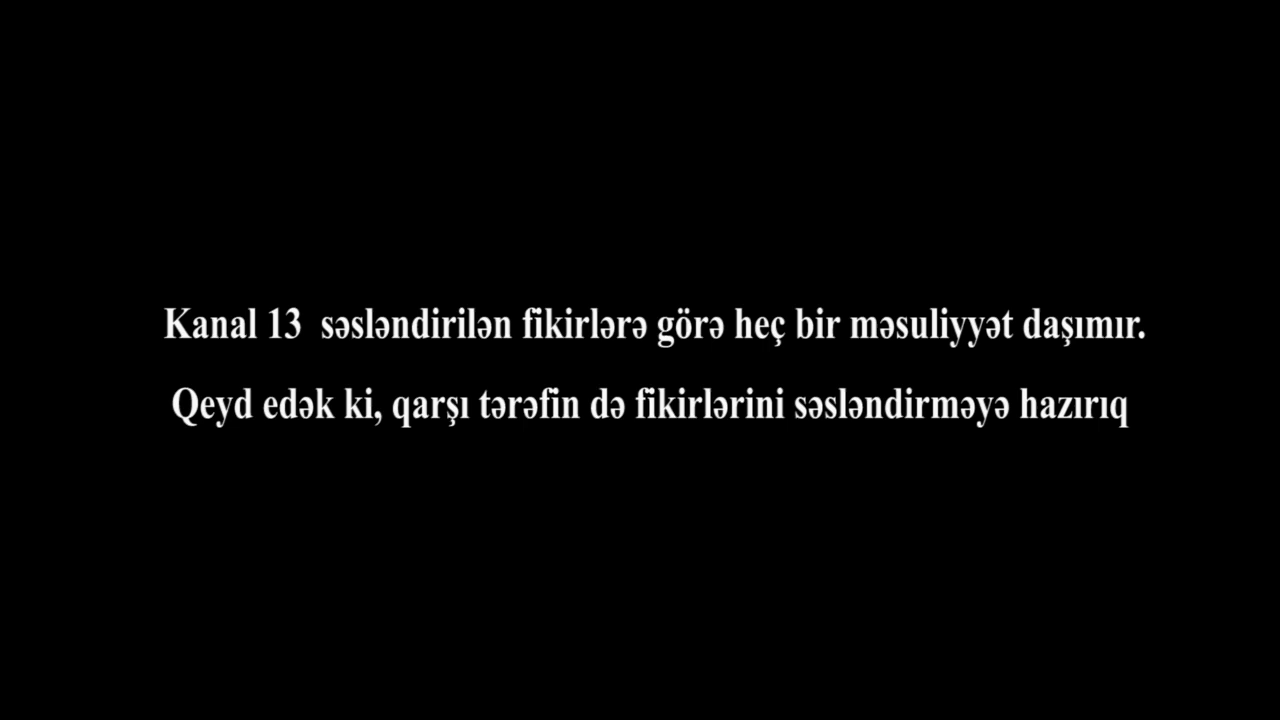 Kanal 13  səsləndirilən fikirlərə görə heç bir məsuliyyət daşımır.
Qeyd edək ki, qarşı tərəfin də fikirlərini səsləndirməyə hazırıq